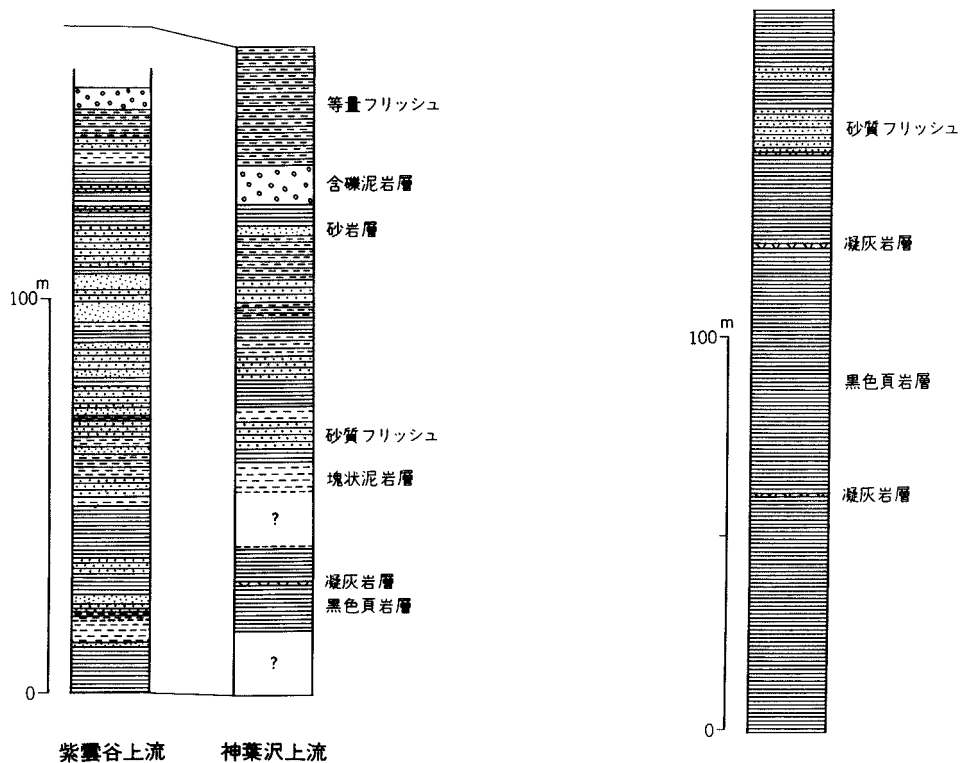 等量フリッシュ
含礫泥岩層
砂岩層
砂質フリッシュ
塊状泥岩層
?
凝灰岩層
黒色頁岩層
?
m
100
0
紫雲谷上流
神葉沢上流
砂質フリッシュ
凝灰岩層
黒色頁岩層
凝灰岩層
m
100
0